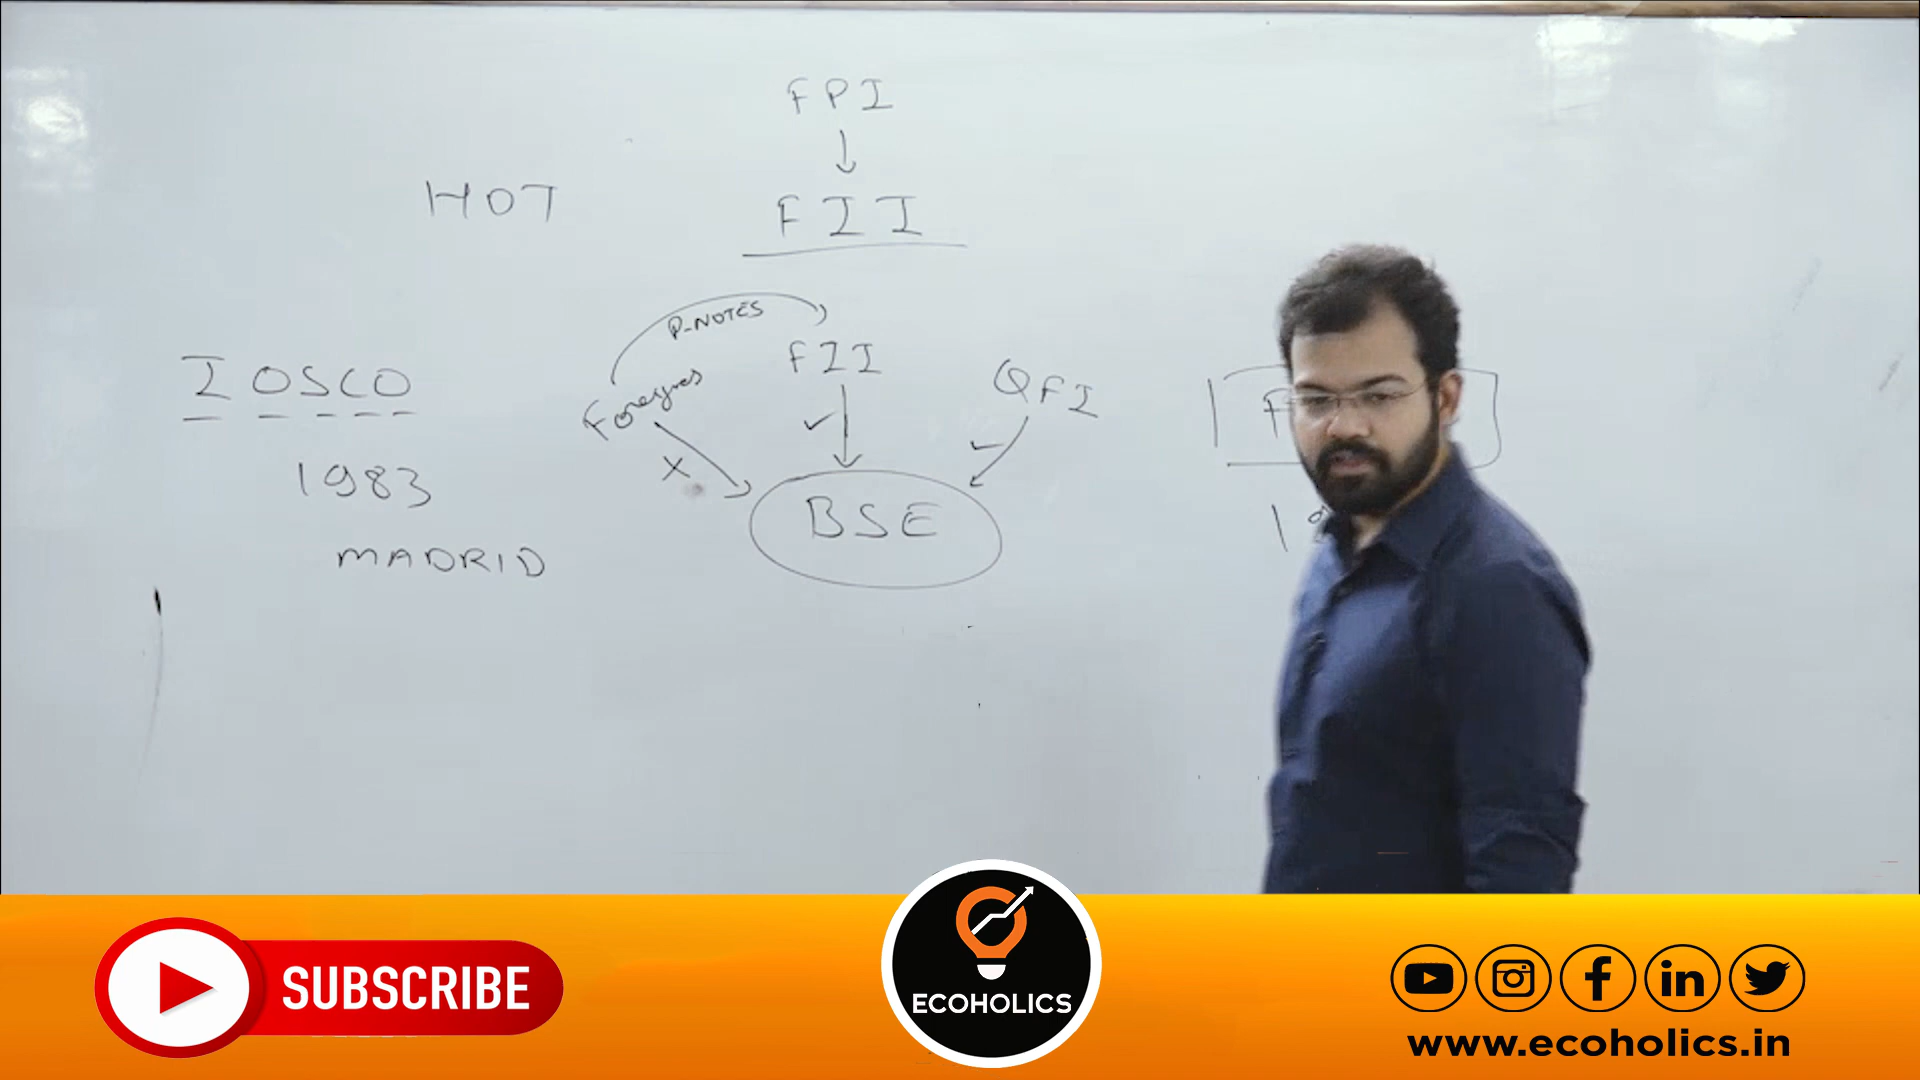 FPI
HOT
FII
P-NOTES
FII
IOSCO
Foreigners
QFI
1983
BSE
MADRID
SUBSCRIBE
ECOHOLICS
www.ecoholics.in